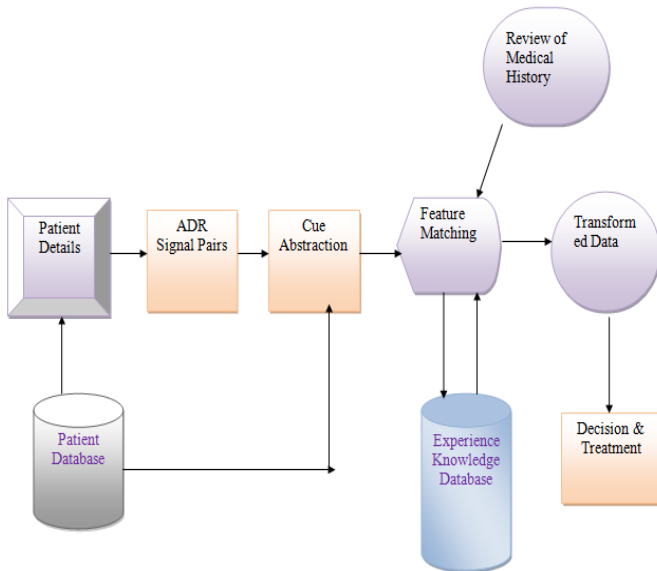 Review of
Medical
History
Patient
Details
ADR
Signal Pairs
Cue
Abstraction
Feature
Matching
Transform
ed Data
Patient
Database
Experience
Knowledge
Database
Decision &
Treatment